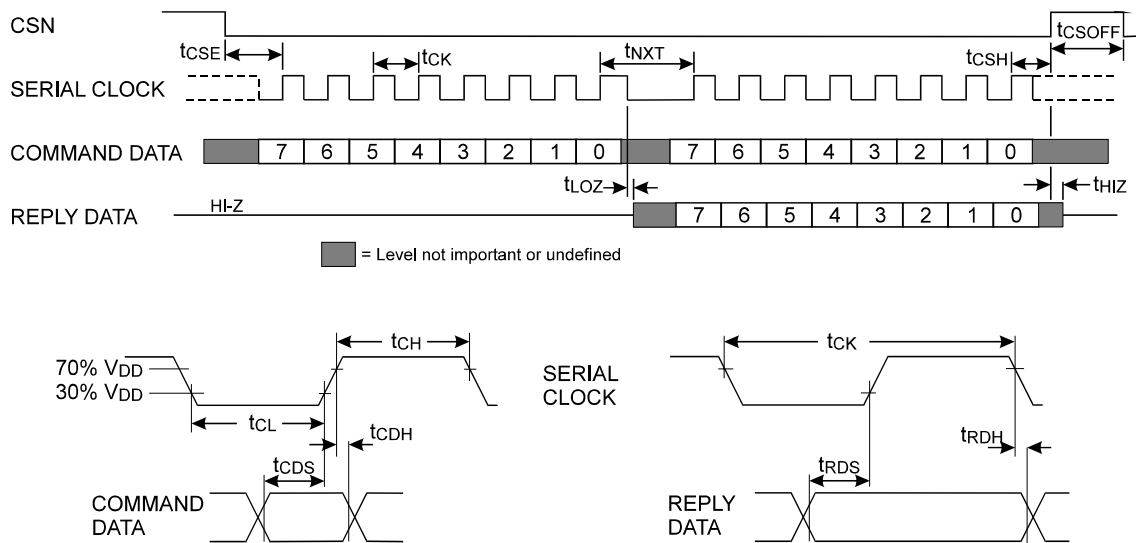 CSN
tCSE tCK tNXT tCSH tCSOFF
SERIAL CLOCK
COMMAND DATA 7 6 5 4 3 2 1 0 7 6 5 4 3 2 1 0
tLOZ tHIZ
REPLY DATA HI-Z 7 6 5 4 3 2 1 0
= Level not important or undefined
tCH tCK
70% VDD
30% VDD
SERIAL
CLOCK
tCL
tCDH tRDH
tCDS tRDS
COMMAND
DATA
REPLY
DATA